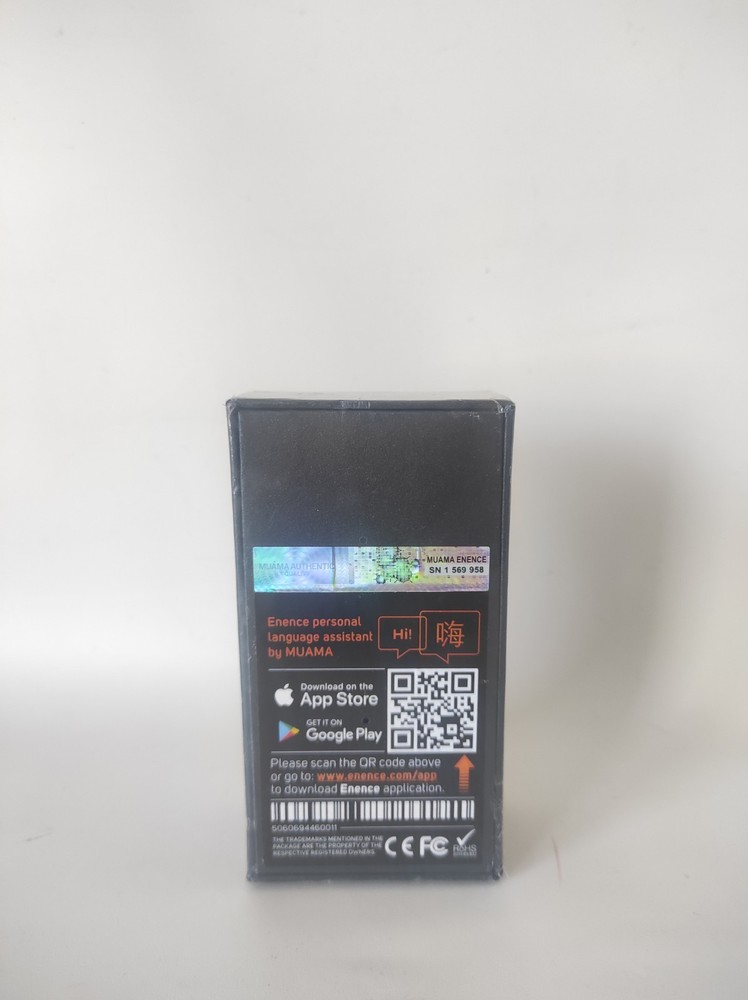 MUAMA AUTHENTIC
MUAMA ENENCE
SN 1 569 958
Enence personal
language assistant
by MUAMA
Hi!
嗨
Download on the
App Store
GET IT ON
Google Play
Please scan the QR code above
or go to: www.enence.com/app
to download Enence application.
5060694460011
THE TRADEMARKS MENTIONED IN THE
PACKAGE ARE THE PROPERTY OF THE
RESPECTIVE REGISTERED OWNERS.
CE FC
RoHS